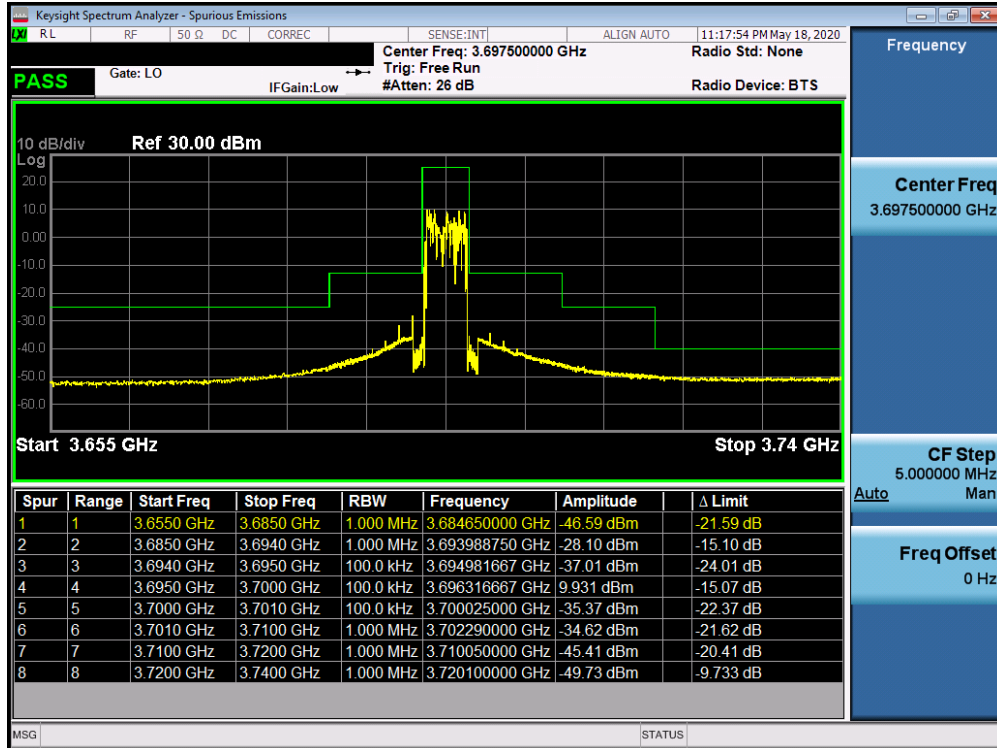 Keysight Spectrum Analyzer - Spurious Emissions
LXI RL RF 50 Ω DC CORREC SENSE:INT ALIGN AUTO 11:17:54 PM May 18, 2020
Center Freq: 3.697500000 GHz Radio Std: None
PASS Gate: LO Trig: Free Run
IFGain:Low #Atten: 26 dB Radio Device: BTS
10 dB/div Ref 30.00 dBm
Log
20.0
10.0
0.00
-10.0
-20.0
-30.0
-40.0
-50.0
-60.0
Start 3.655 GHz Stop 3.74 GHz
Spur Range Start Freq Stop Freq RBW Frequency Amplitude Δ Limit
1 1 3.6550 GHz 3.6850 GHz 1.000 MHz 3.684650000 GHz -46.59 dBm -21.59 dB
2 2 3.6850 GHz 3.6940 GHz 1.000 MHz 3.693988750 GHz -28.10 dBm -15.10 dB
3 3 3.6940 GHz 3.6950 GHz 100.0 kHz 3.694981667 GHz -37.01 dBm -24.01 dB
4 4 3.6950 GHz 3.7000 GHz 100.0 kHz 3.696316667 GHz 9.931 dBm -15.07 dB
5 5 3.7000 GHz 3.7010 GHz 100.0 kHz 3.700025000 GHz -35.37 dBm -22.37 dB
6 6 3.7010 GHz 3.7100 GHz 1.000 MHz 3.702290000 GHz -34.62 dBm -21.62 dB
7 7 3.7100 GHz 3.7200 GHz 1.000 MHz 3.710050000 GHz -45.41 dBm -20.41 dB
8 8 3.7200 GHz 3.7400 GHz 1.000 MHz 3.720100000 GHz -49.73 dBm -9.733 dB
MSG STATUS
Frequency
Center Freq
3.697500000 GHz
CF Step
5.000000 MHz
Auto Man
Freq Offset
0 Hz